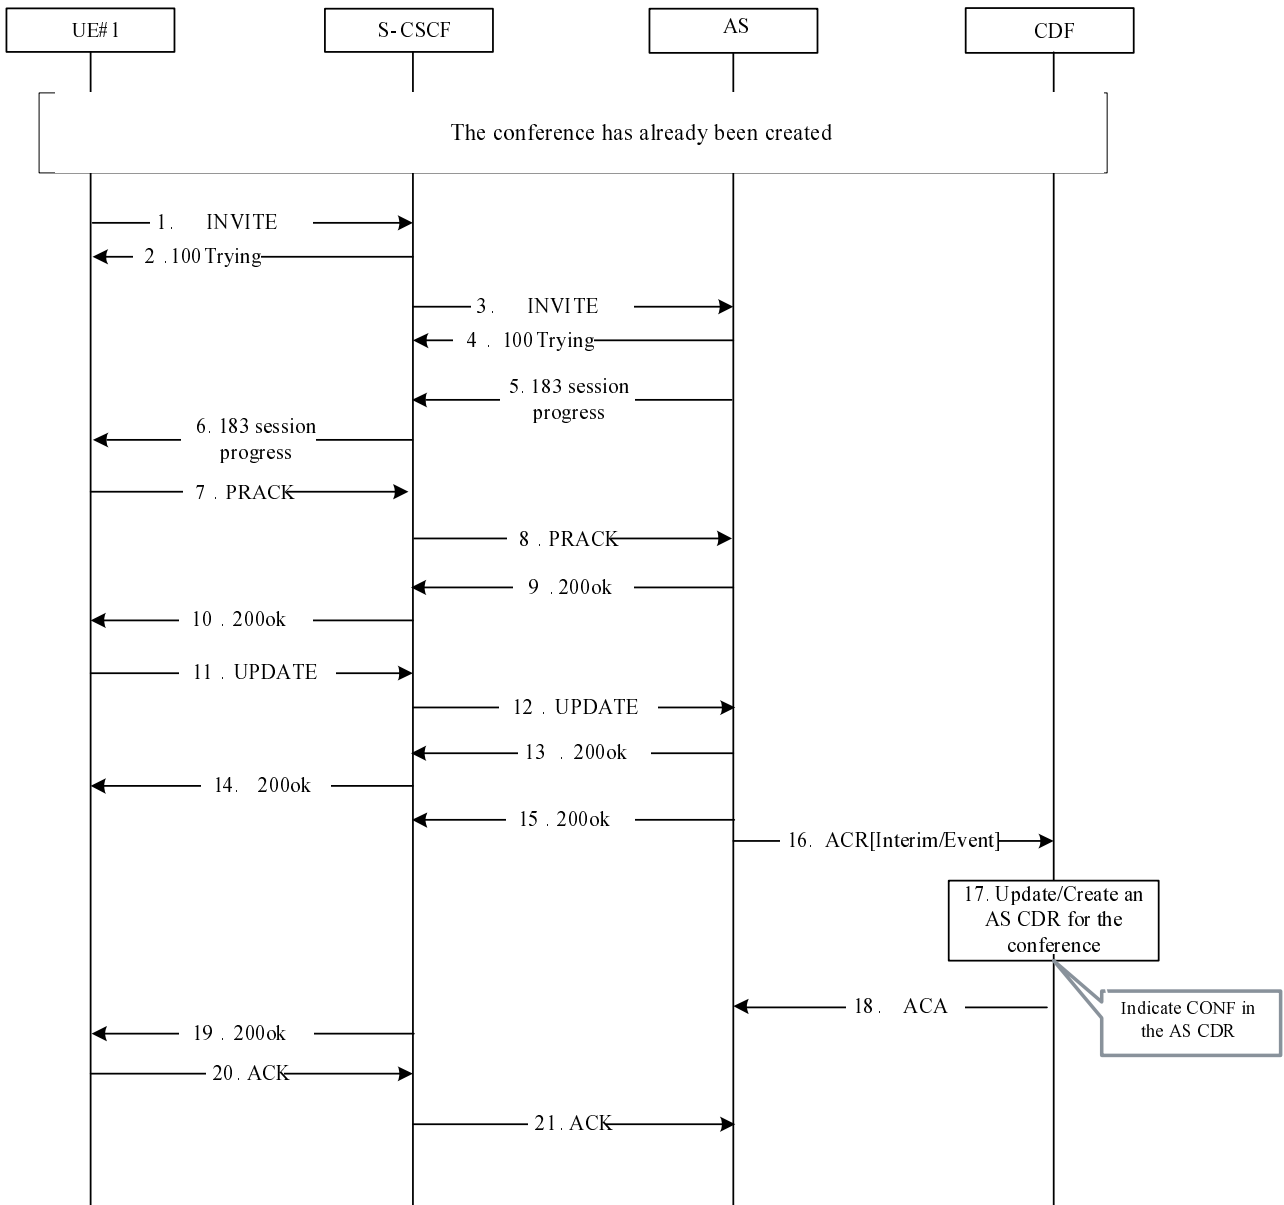 UE#1
S-CSCF
AS
CDF
The conference has already been created
1. INVITE
2 .100 Trying
3. INVITE
4 . 100 Trying
5. 183 session
progress
6. 183 session
progress
7 . PRACK
8 . PRACK
9 . 200ok
10 . 200ok
11 . UPDATE
12 . UPDATE
13 . 200ok
14. 200ok
15 . 200ok
16. ACR[Interim/Event]
17. Update/Create an
AS CDR for the
conference
18. ACA
Indicate CONF in
the AS CDR
19 . 200ok
20. ACK
21. ACK